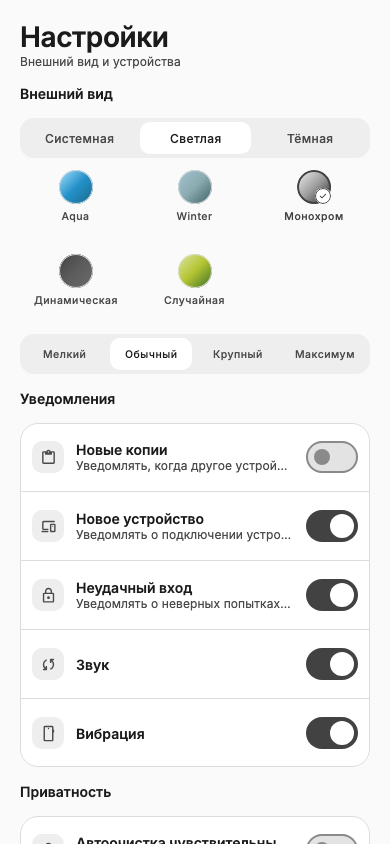 Настройки
Внешний вид и устройства
Внешний вид
Системная Светлая Тёмная
Aqua Winter Монохром
Динамическая Случайная
Мелкий Обычный Крупный Максимум
Уведомления
Новые копии
Уведомлять, когда другое устрой...
Новое устройство
Уведомлять о подключении устро...
Неудачный вход
Уведомлять о неверных попытках...
Звук
Вибрация
Приватность
Автоочистка чувствительны...